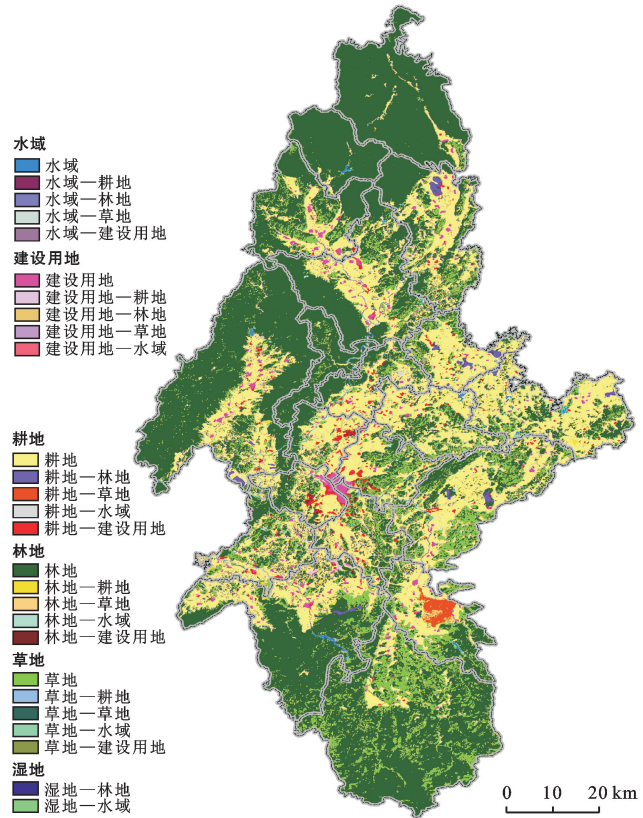 水域
水域—耕地
水域—林地
水域—草地
水域—建设用地
建设用地
建设用地
建设用地—耕地
建设用地—林地
建设用地—草地
建设用地—水域
耕地
耕地
耕地—林地
耕地—草地
耕地—水域
耕地—建设用地
林地
林地
林地—耕地
林地—草地
林地—水域
林地—建设用地
草地
草地
草地—耕地
草地—草地
草地—水域
草地—建设用地
湿地
湿地—林地
湿地—水域
0 10 20 km